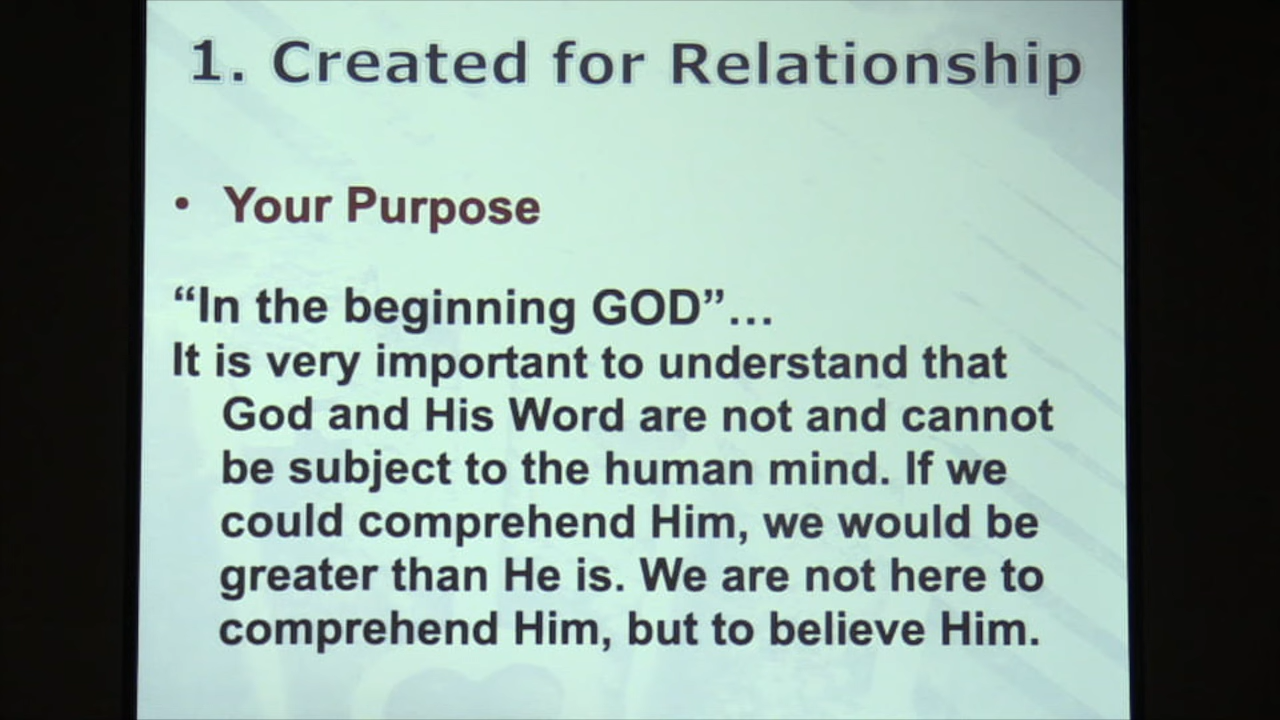 1. Created for Relationship
• Your Purpose
“In the beginning GOD”…
It is very important to understand that
God and His Word are not and cannot
be subject to the human mind. If we
could comprehend Him, we would be
greater than He is. We are not here to
comprehend Him, but to believe Him.